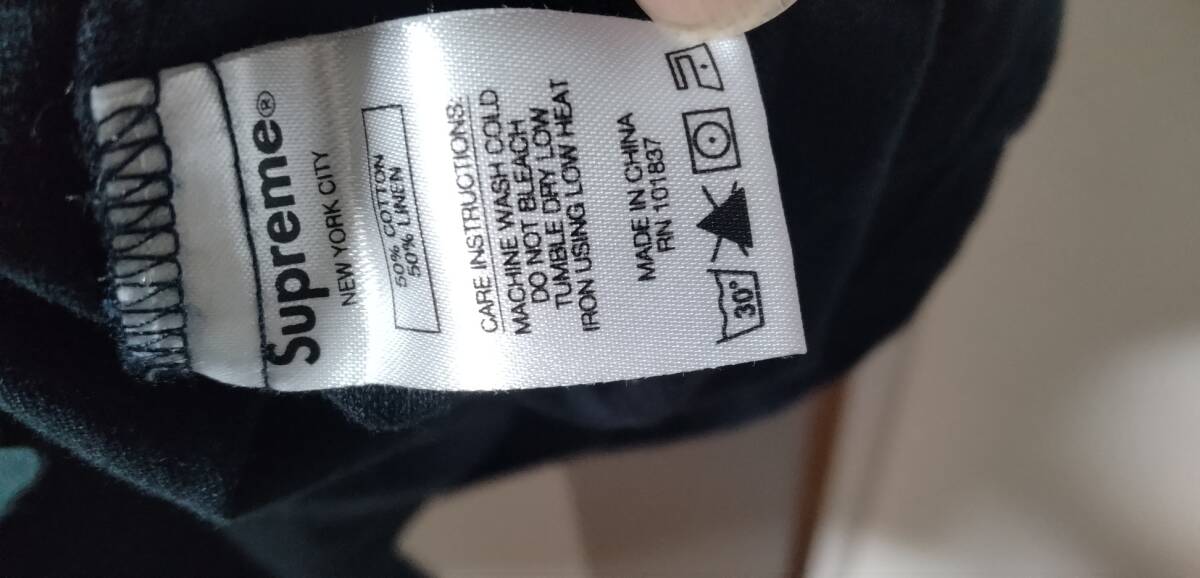 Supreme®
NEW YORK CITY
50% COTTON
50% LINEN
CARE INSTRUCTIONS:
MACHINE WASH COLD
DO NOT BLEACH
TUMBLE DRY LOW
IRON USING LOW HEAT
MADE IN CHINA
RN 101837
30°